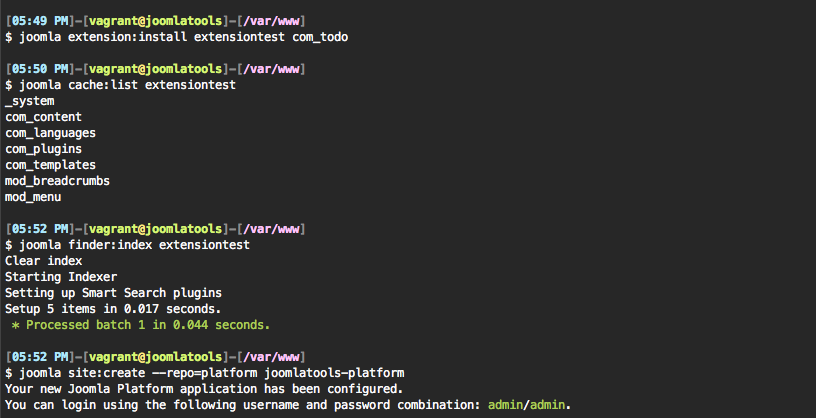 [05:49 PM]–[vagrant@joomlatools]–[/var/www]
$ joomla extension:install extensiontest com_todo
[05:50 PM]–[vagrant@joomlatools]–[/var/www]
$ joomla cache:list extensiontest
_system
com_content
com_languages
com_plugins
com_templates
mod_breadcrumbs
mod_menu
[05:52 PM]–[vagrant@joomlatools]–[/var/www]
$ joomla finder:index extensiontest
Clear index
Starting Indexer
Setting up Smart Search plugins
Setup 5 items in 0.017 seconds.
* Processed batch 1 in 0.044 seconds.
[05:52 PM]–[vagrant@joomlatools]–[/var/www]
$ joomla site:create --repo=platform joomlatools-platform
Your new Joomla Platform application has been configured.
You can login using the following username and password combination: admin/admin.